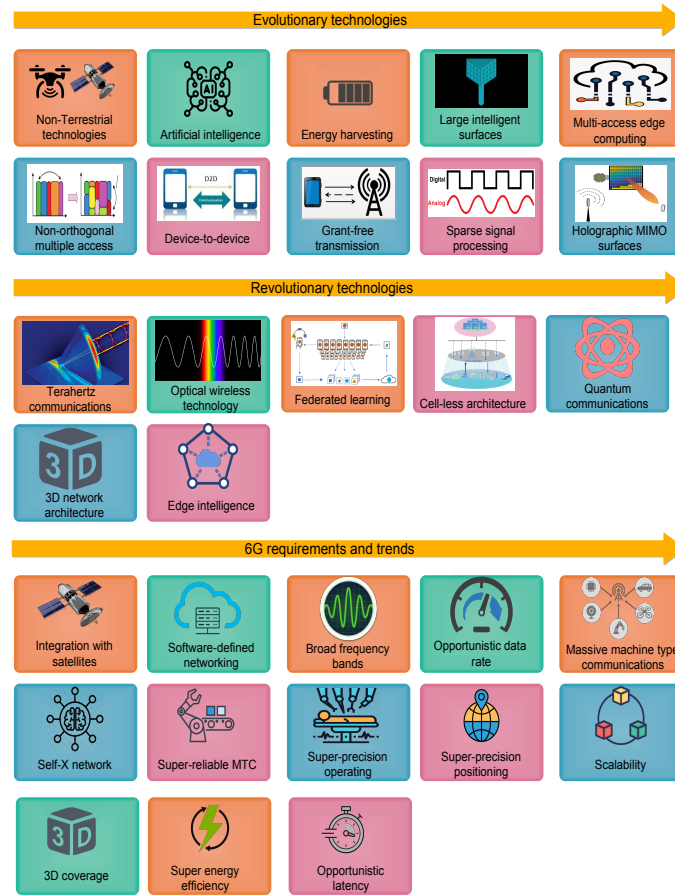 Evolutionary technologies
Non-Terrestrial
technologies
AI
Artificial intelligence
Energy harvesting
Large intelligent
surfaces
Multi-access edge
computing
Non-orthogonal
multiple access
D2D
Communication
Device-to-device
Grant-free
transmission
Digital
Analog
Sparse signal
processing
Holographic MIMO
surfaces
Revolutionary technologies
Terahertz
communications
Optical wireless
technology
Federated learning
Cell-less architecture
Quantum
communications
3D
3D network
architecture
Edge intelligence
6G requirements and trends
Integration with
satellites
Software-defined
networking
Broad frequency
bands
Opportunistic data
rate
Massive machine type
communications
Self-X network
Super-reliable MTC
Super-precision
operating
Super-precision
positioning
Scalability
3D
3D coverage
Super energy
efficiency
Opportunistic
latency